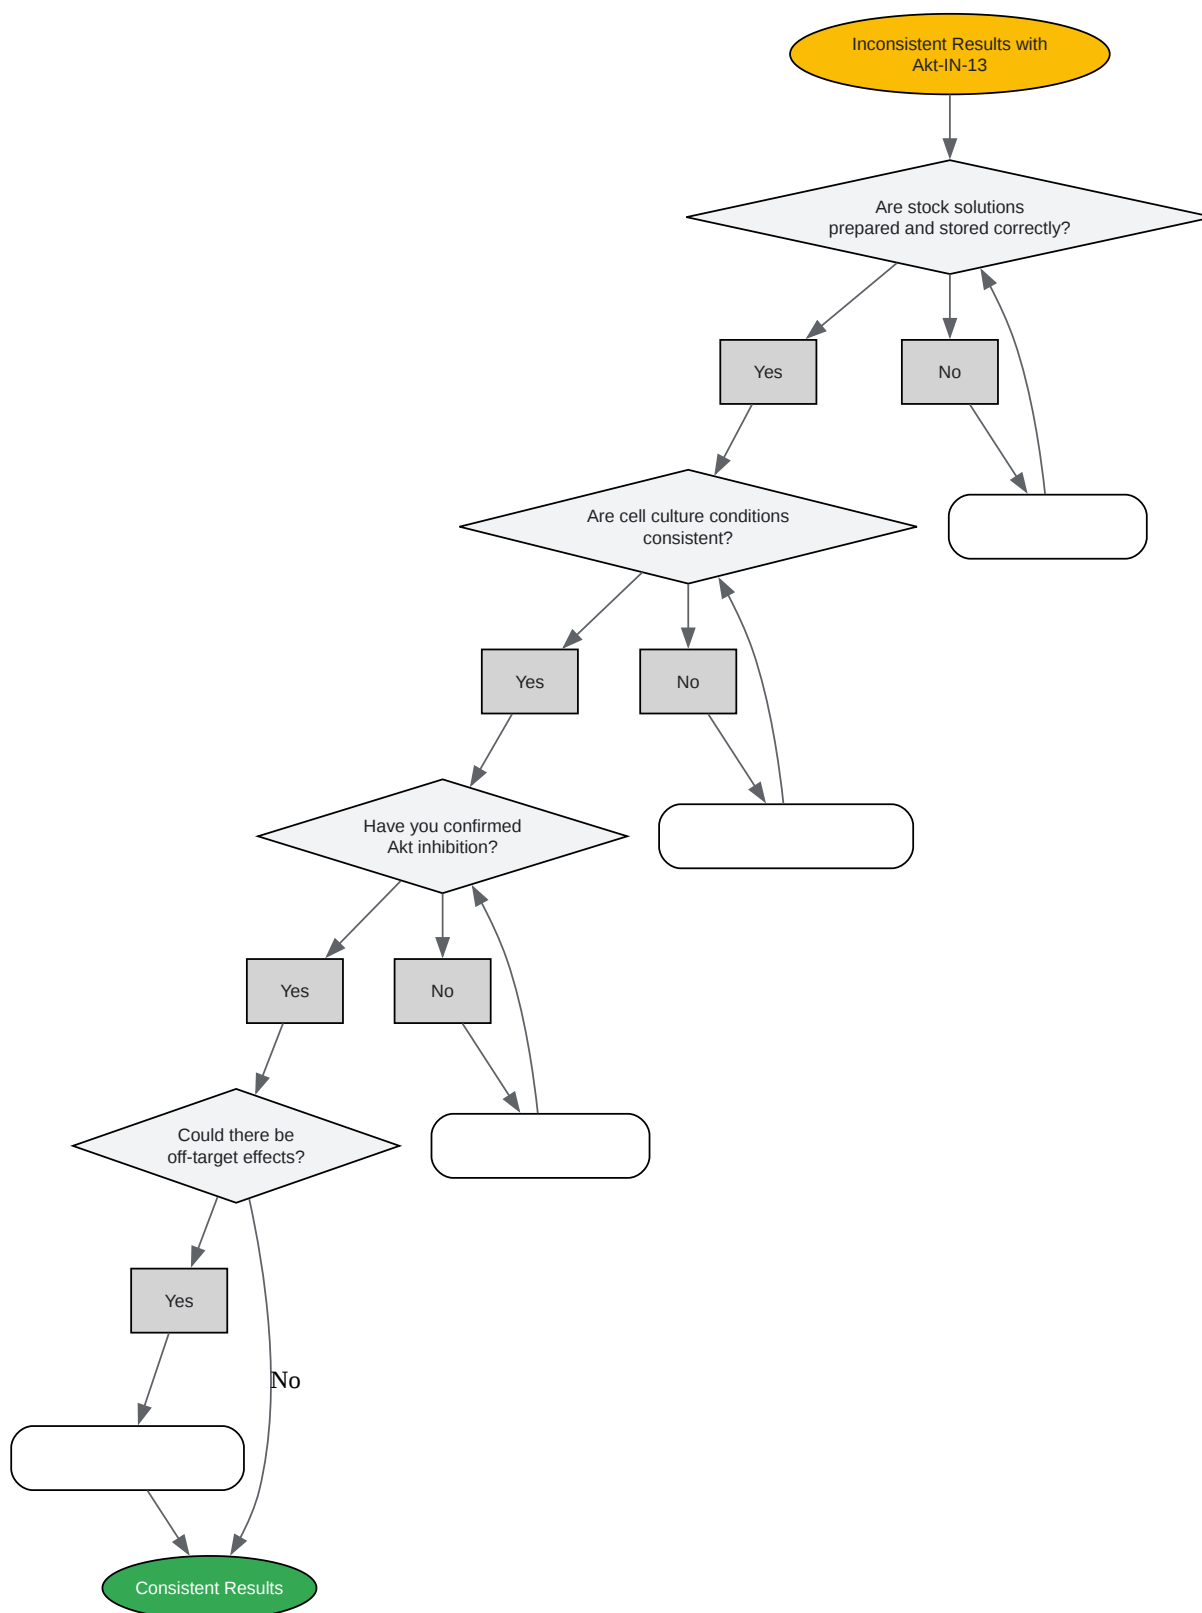 Inconsistent Results with
Akt-IN-13
Are stock solutions
prepared and stored correctly?
Yes
No
Are cell culture conditions
consistent?
Yes
No
Have you confirmed
Akt inhibition?
Yes
No
Could there be
off-target effects?
Yes
No
Consistent Results